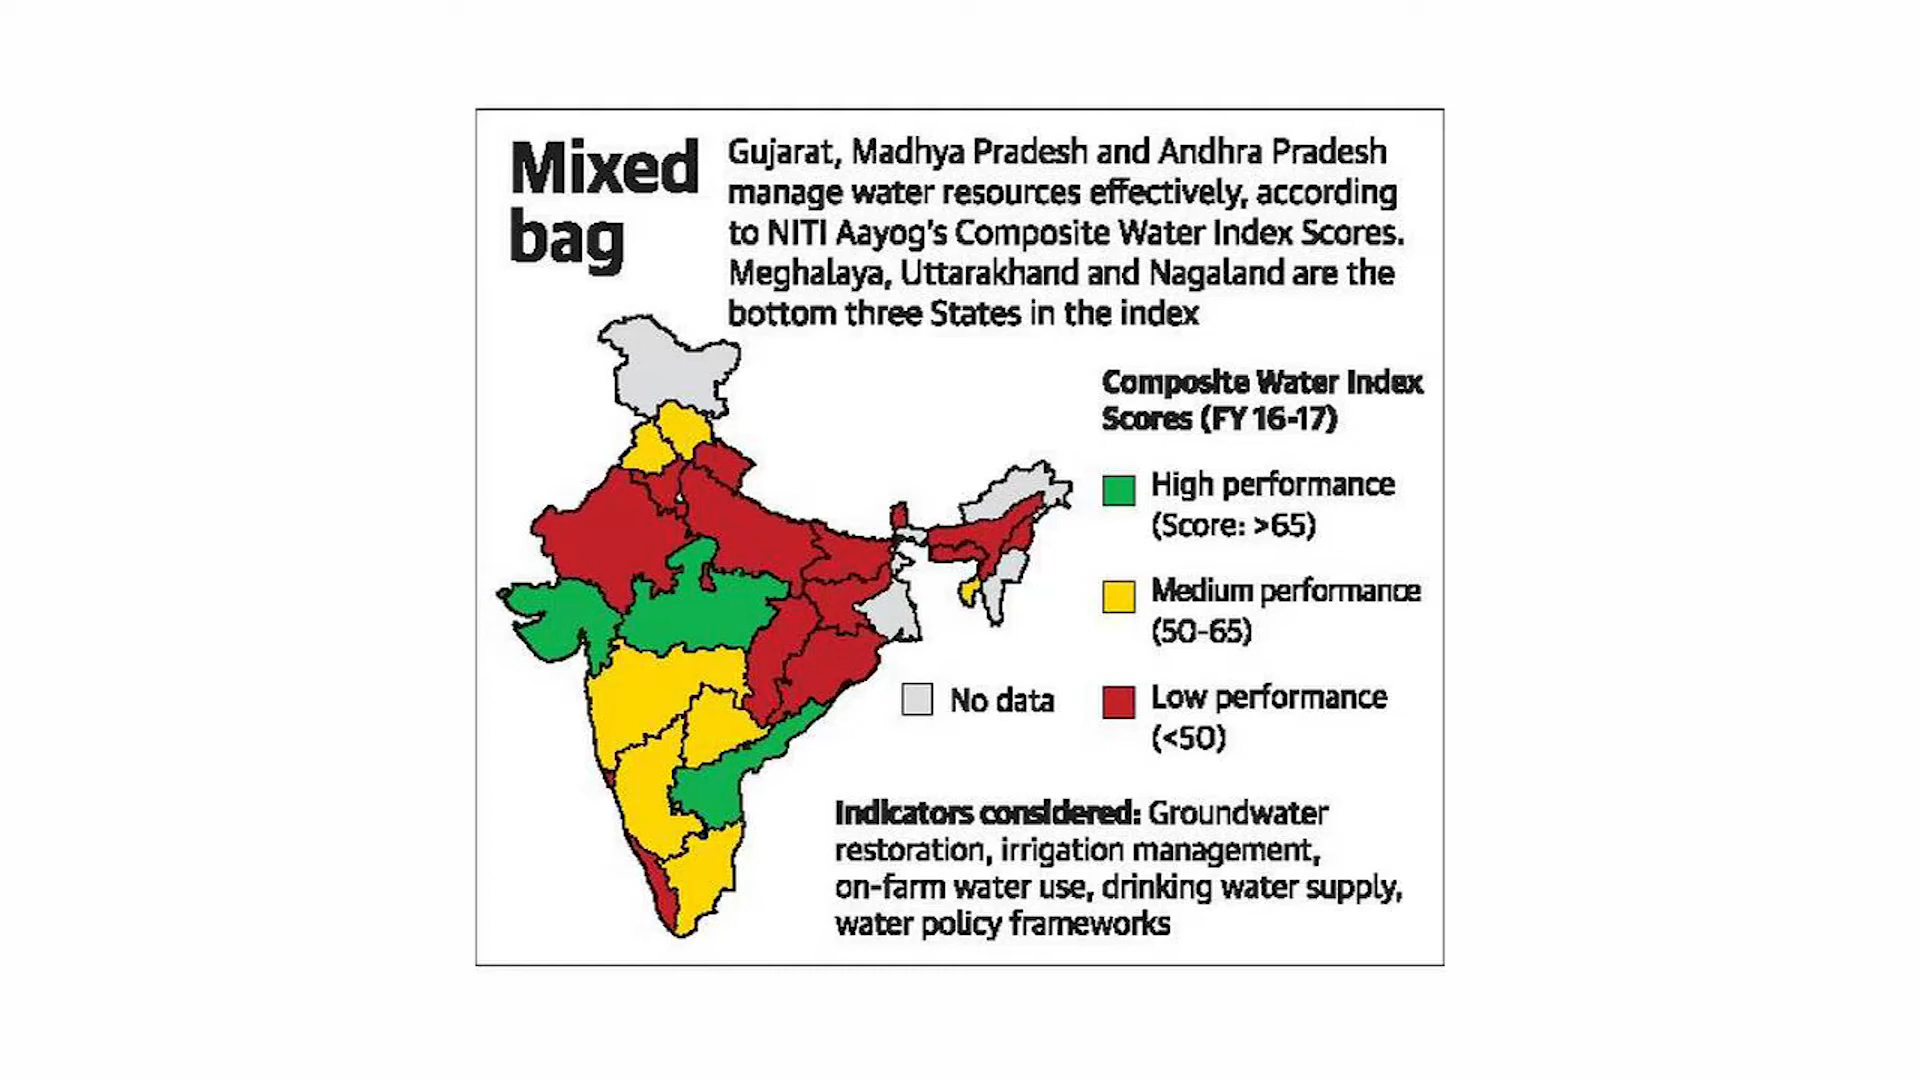 Mixed
bag
Gujarat, Madhya Pradesh and Andhra Pradesh
manage water resources effectively, according
to NITI Aayog's Composite Water Index Scores.
Meghalaya, Uttarakhand and Nagaland are the
bottom three States in the index
Composite Water Index
Scores (FY 16-17)
High performance
(Score: >65)
Medium performance
(50-65)
No data
Low performance
(<50)
Indicators considered: Groundwater
restoration, irrigation management,
on-farm water use, drinking water supply,
water policy frameworks